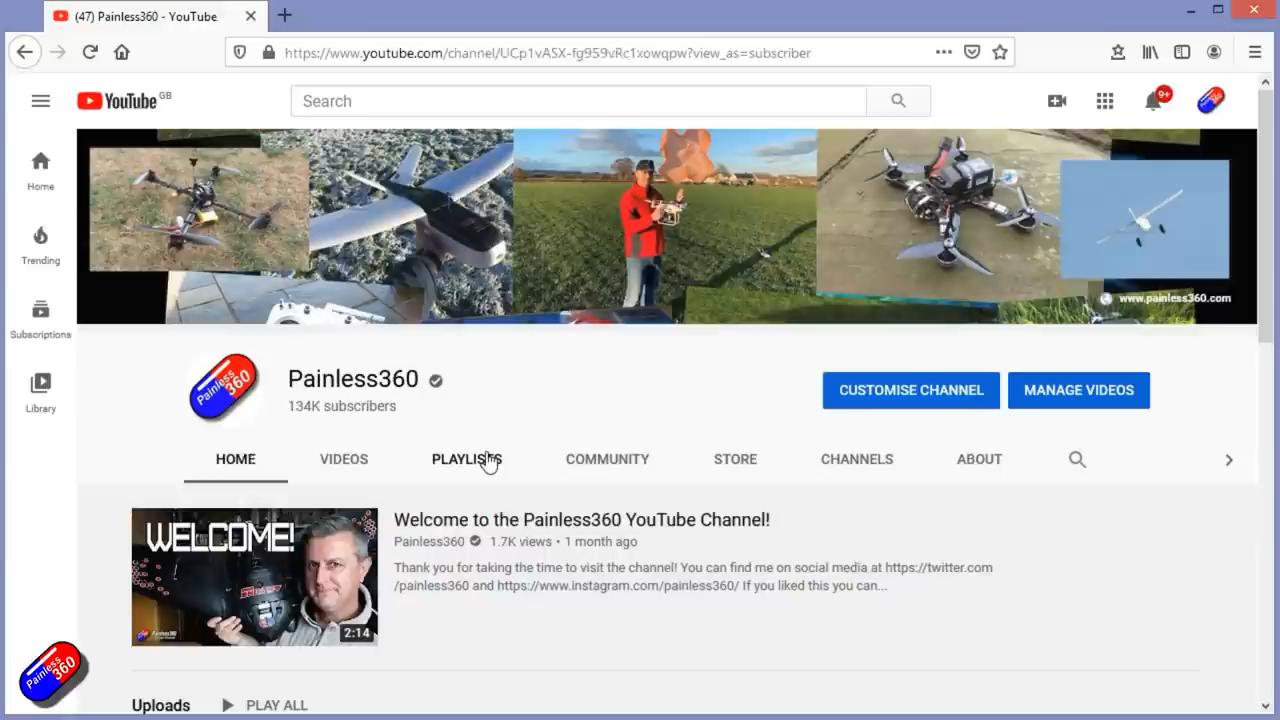 (47) Painless360 - YouTube
https://www.youtube.com/channel/UCp1vASX-fg959vRc1xowqpw?view_as=subscriber
YouTube GB
Search
9+
Home
Trending
Subscriptions
Library
www.painless360.com
Painless 360
Painless360
134K subscribers
CUSTOMISE CHANNEL
MANAGE VIDEOS
HOME
VIDEOS
PLAYLISTS
COMMUNITY
STORE
CHANNELS
ABOUT
WELCOME!
2:14
Welcome to the Painless360 YouTube Channel!
Painless360 1.7K views • 1 month ago
Thank you for taking the time to visit the channel! You can find me on social media at https://twitter.com
/painless360 and https://www.instagram.com/painless360/ If you liked this you can...
Painless 360
Uploads
PLAY ALL